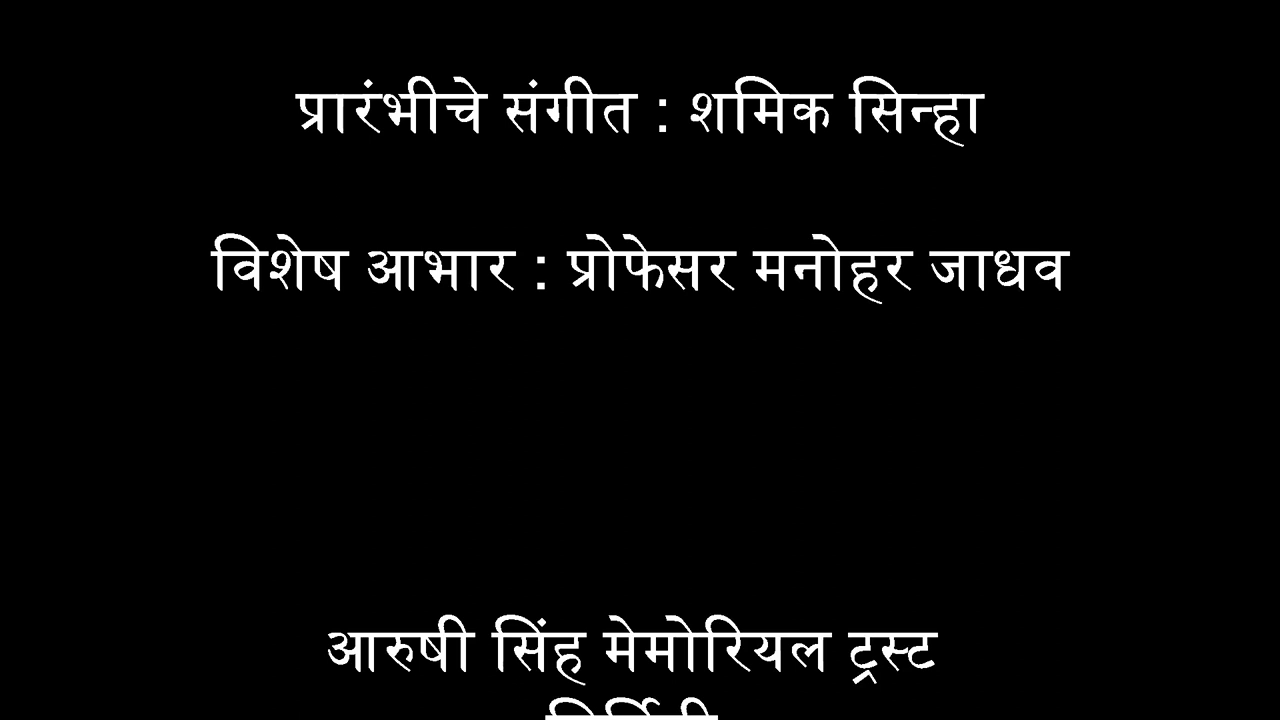 प्रारंभीचे संगीत : शमिक सिन्हा
विशेष आभार : प्रोफेसर मनोहर जाधव
आरुषी सिंह मेमोरियल ट्रस्ट